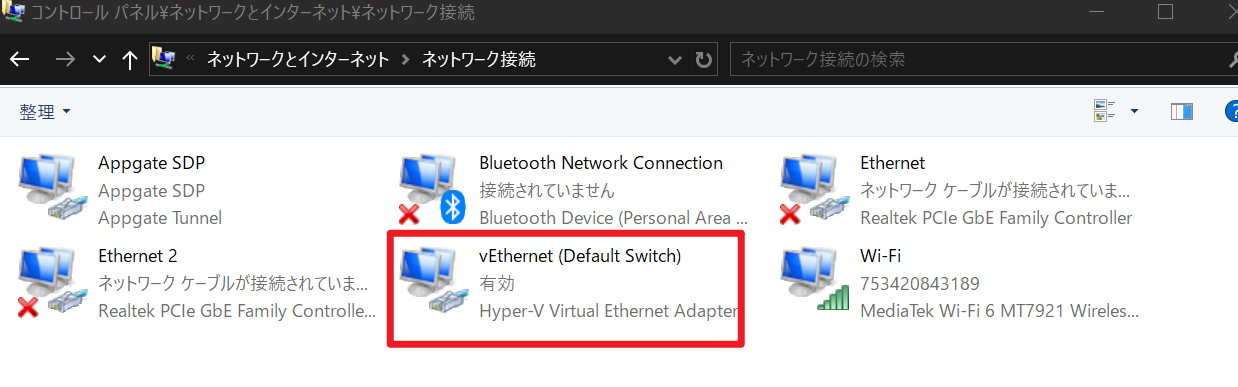 コントロール パネル¥ネットワークとインターネット¥ネットワーク接続
« ネットワークとインターネット > ネットワーク接続
ネットワーク接続の検索
整理
Appgate SDP
Appgate SDP
Appgate Tunnel
Bluetooth Network Connection
接続されていません
Bluetooth Device (Personal Area ...
Ethernet
ネットワーク ケーブルが接続されていま...
Realtek PCIe GbE Family Controller
Ethernet 2
ネットワーク ケーブルが接続されていま...
Realtek PCIe GbE Family Controlle...
vEthernet (Default Switch)
有効
Hyper-V Virtual Ethernet Adapter
Wi-Fi
753420843189
MediaTek Wi-Fi 6 MT7921 Wireles...